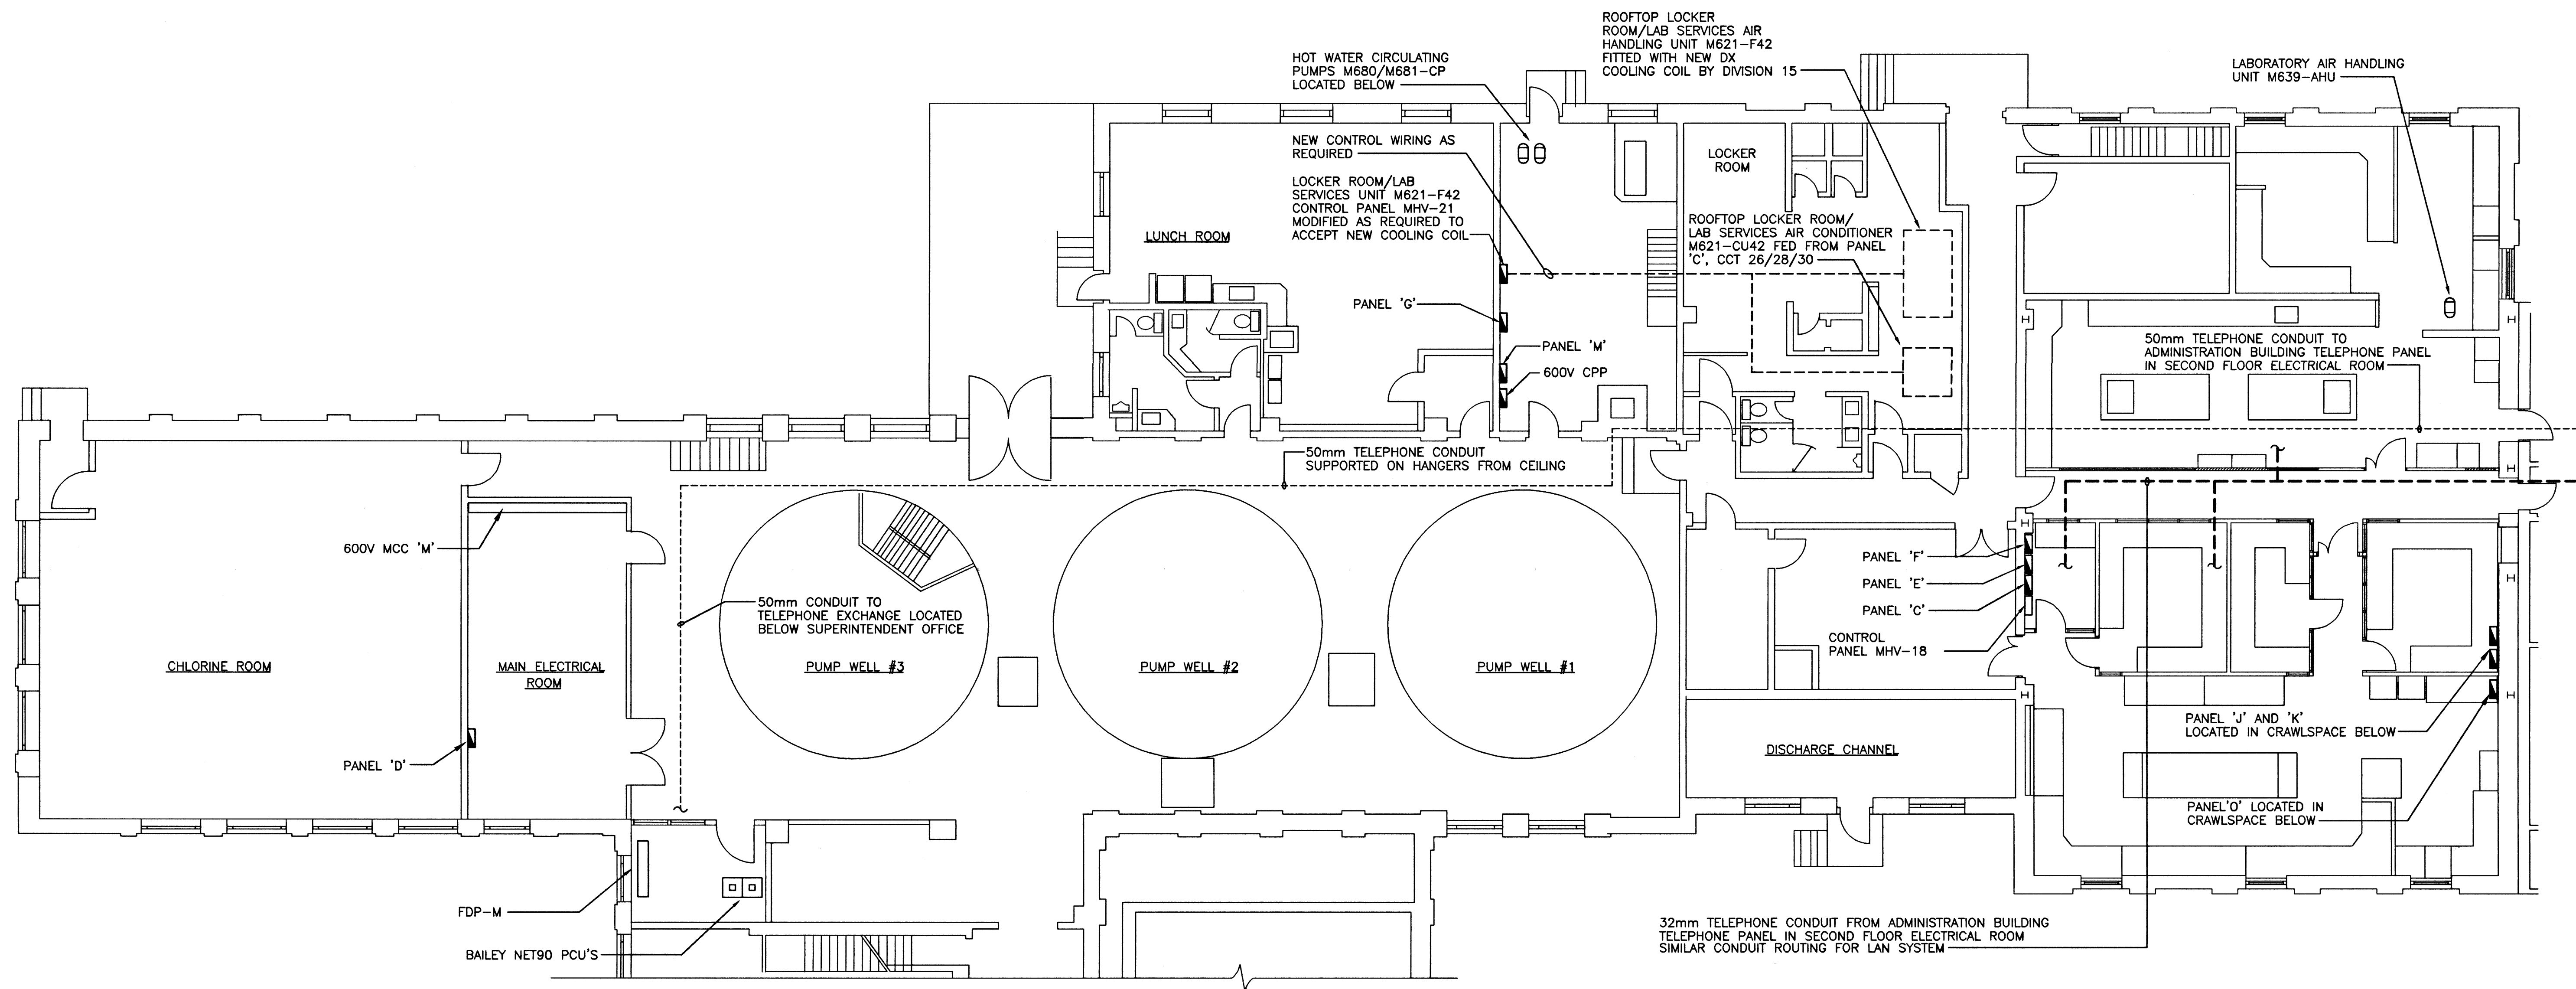 ROOFTOP LOCKER
ROOM/LAB SERVICES AIR
HANDLING UNIT M621-F42
FITTED WITH NEW DX
COOLING COIL BY DIVISION 15
HOT WATER CIRCULATING
PUMPS M680/M681-CP
LOCATED BELOW
LABORATORY AIR HANDLING
UNIT M639-AHU
NEW CONTROL WIRING AS
REQUIRED
LOCKER
ROOM
LOCKER ROOM/LAB
SERVICES UNIT M621-F42
CONTROL PANEL MHV-21
MODIFIED AS REQUIRED TO
ACCEPT NEW COOLING COIL
ROOFTOP LOCKER ROOM/
LAB SERVICES AIR CONDITIONER
M621-CU42 FED FROM PANEL
'C', CCT 26/28/30
LUNCH ROOM
PANEL 'G'
PANEL 'M'
600V CPP
50mm TELEPHONE CONDUIT TO
ADMINISTRATION BUILDING TELEPHONE PANEL
IN SECOND FLOOR ELECTRICAL ROOM
50mm TELEPHONE CONDUIT
SUPPORTED ON HANGERS FROM CEILING
600V MCC 'M'
PANEL 'F'
PANEL 'E'
PANEL 'C'
CONTROL
PANEL MHV-18
50mm CONDUIT TO
TELEPHONE EXCHANGE LOCATED
BELOW SUPERINTENDENT OFFICE
CHLORINE ROOM
MAIN ELECTRICAL
ROOM
PUMP WELL #3
PUMP WELL #2
PUMP WELL #1
PANEL 'J' AND 'K'
LOCATED IN CRAWLSPACE BELOW
DISCHARGE CHANNEL
PANEL 'D'
PANEL'O' LOCATED IN
CRAWLSPACE BELOW
FDP-M
BAILEY NET90 PCU'S
32mm TELEPHONE CONDUIT FROM ADMINISTRATION BUILDING
TELEPHONE PANEL IN SECOND FLOOR ELECTRICAL ROOM
SIMILAR CONDUIT ROUTING FOR LAN SYSTEM